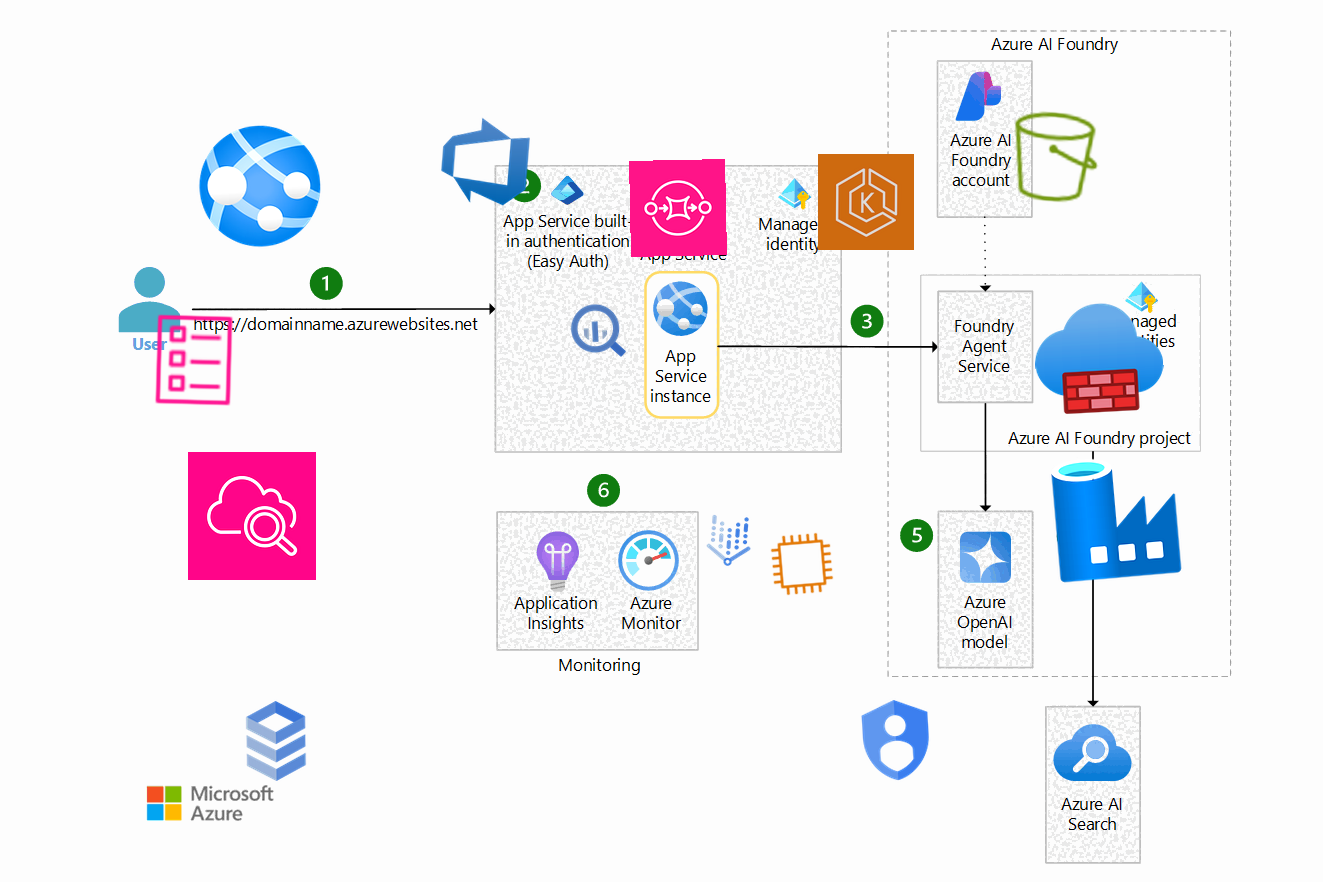 Azure AI Foundry
Azure AI
Foundry
account
2
App Service built-
in authentication
(Easy Auth)
App Service
Manage
identity
K
1
https://domainname.azurewebsites.net
User
App
Service
instance
3
Foundry
Agent
Service
naged
ities
Azure AI Foundry project
6
Application
Insights
Azure
Monitor
Monitoring
5
Azure
OpenAI
model
Azure AI
Search
Microsoft
Azure